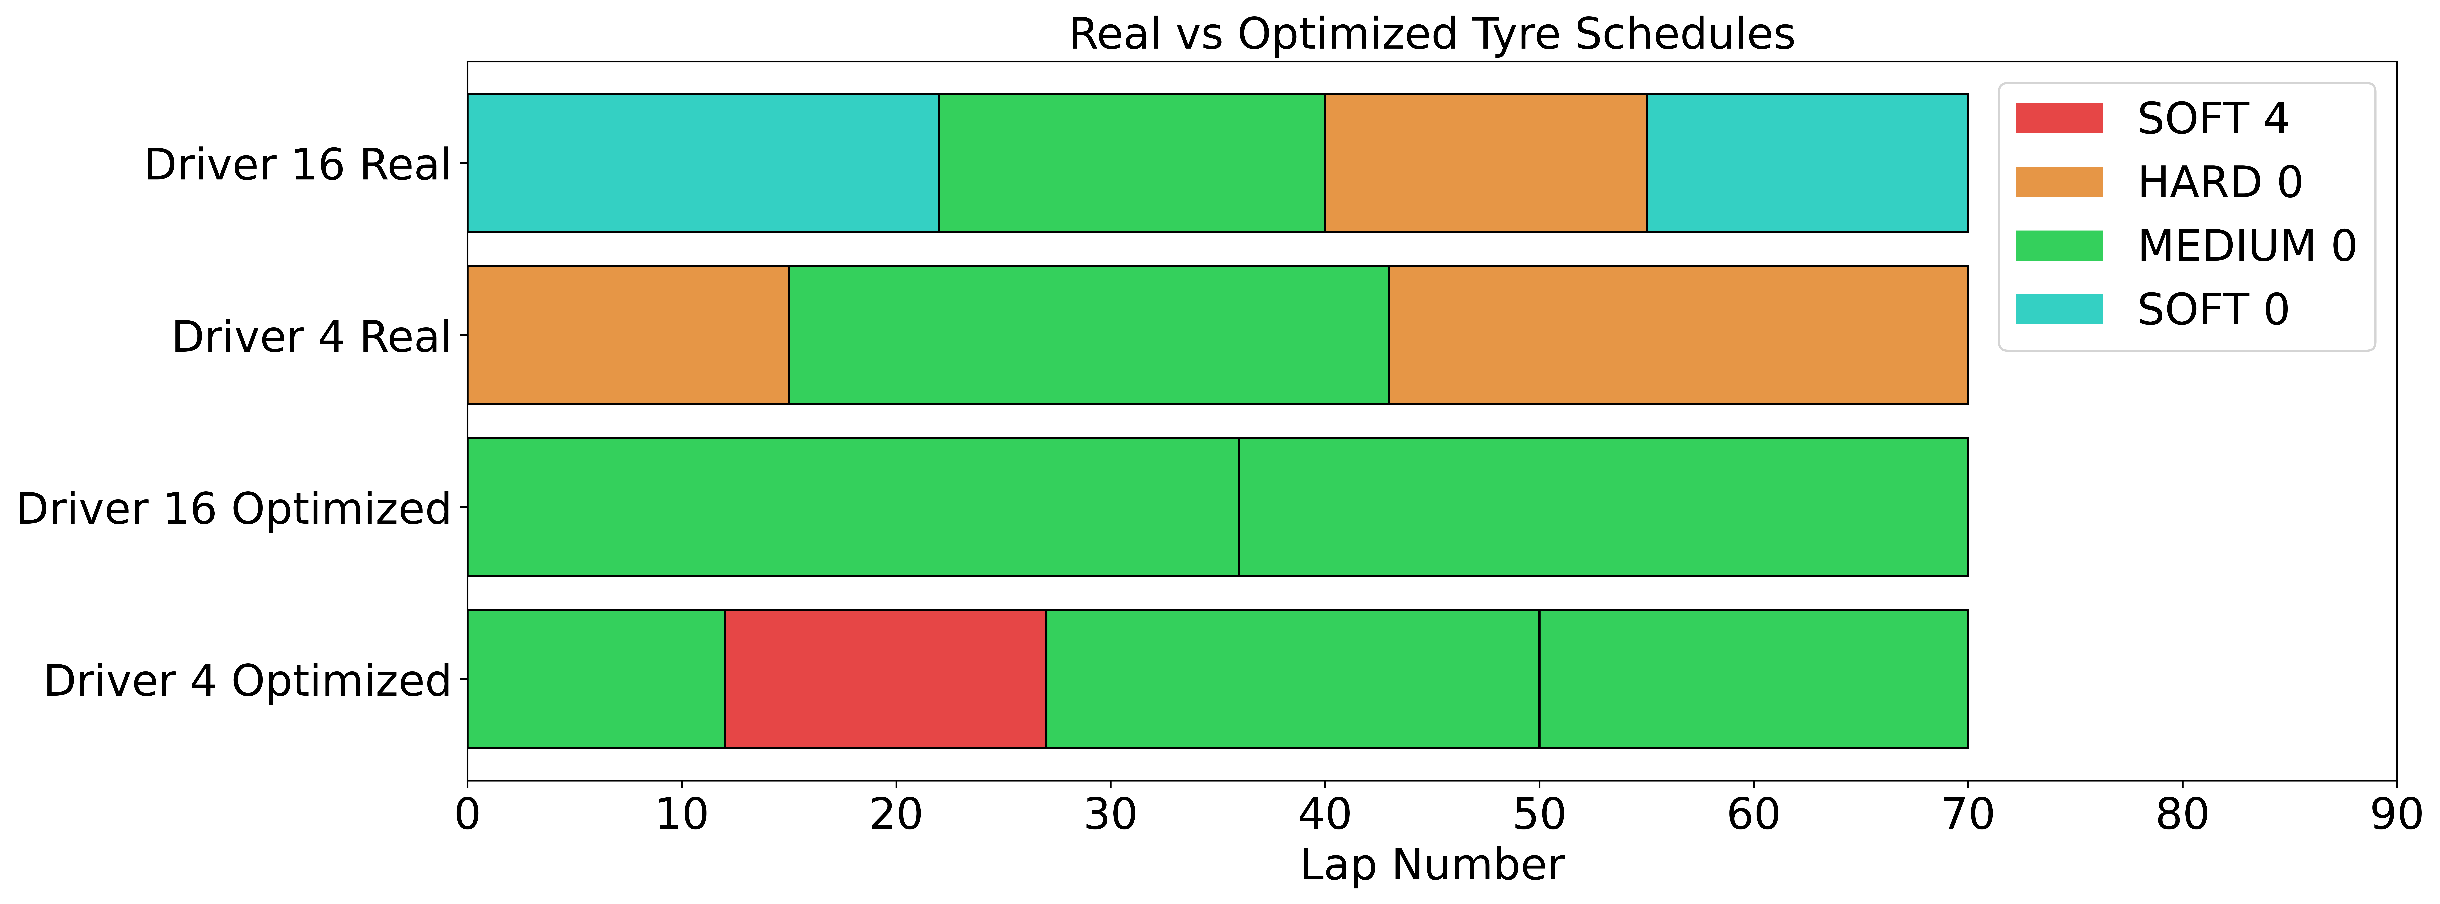 Real vs Optimized Tyre Schedules
SOFT 4
HARD 0
MEDIUM 0
SOFT 0
Driver 16 Real
Driver 4 Real
Driver 16 Optimized
Driver 4 Optimized
0 10 20 30 40 50 60 70 80 90
Lap Number